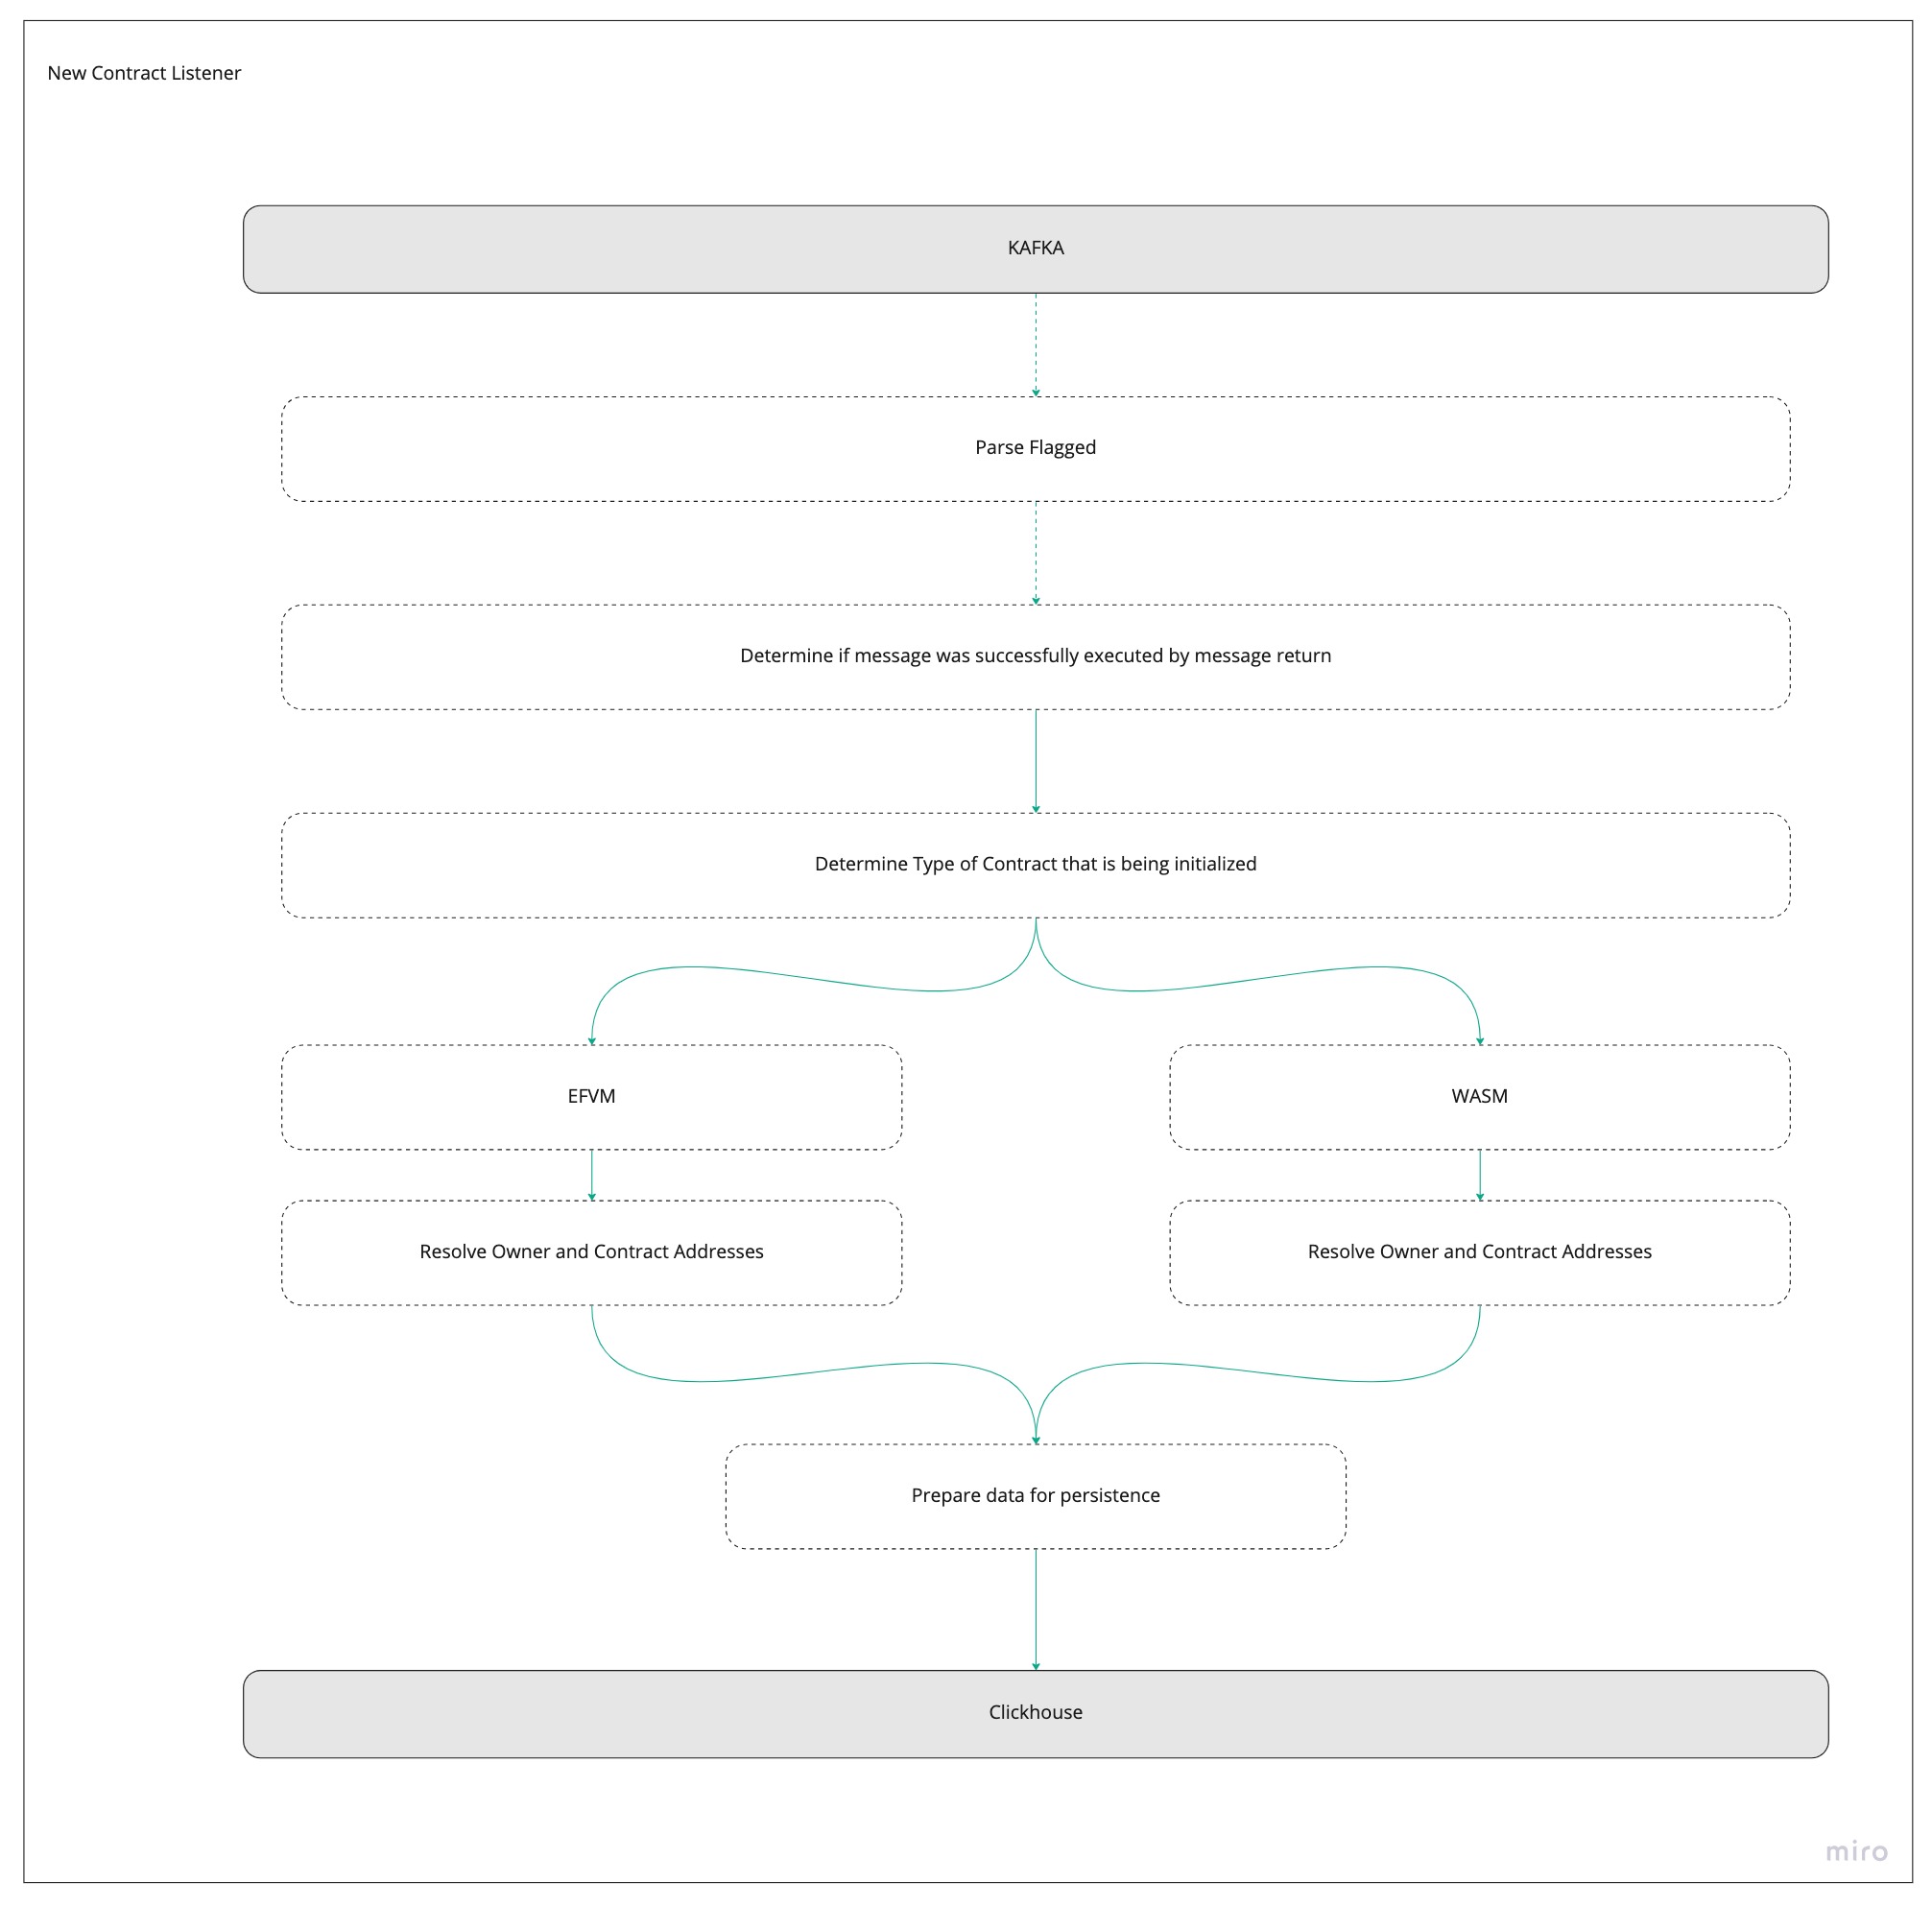 New Contract Listener
KAFKA
Parse Flagged
Determine if message was successfully executed by message return
Determine Type of Contract that is being initialized
EFVM
WASM
Resolve Owner and Contract Addresses
Resolve Owner and Contract Addresses
Prepare data for persistence
Clickhouse
miro